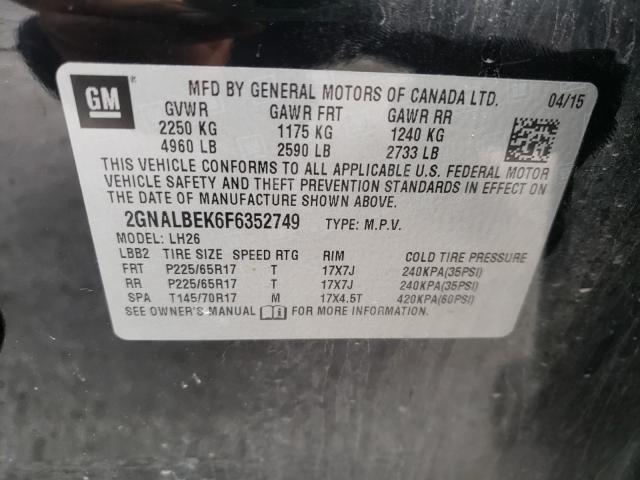 GM ®
MFD BY GENERAL MOTORS OF CANADA LTD. 04/15
GVWR GAWR FRT GAWR RR
2250 KG 1175 KG 1240 KG
4960 LB 2590 LB 2733 LB
THIS VEHICLE CONFORMS TO ALL APPLICABLE U.S. FEDERAL MOTOR
VEHICLE SAFETY AND THEFT PREVENTION STANDARDS IN EFFECT ON
THE DATE OF MANUFACTURE SHOWN ABOVE.
2GNALBEK6F6352749 TYPE: M.P.V.
MODEL: LH26
LBB2 TIRE SIZE SPEED RTG RIM COLD TIRE PRESSURE
FRT P225/65R17 T 17X7J 240KPA(35PSI)
RR P225/65R17 T 17X7J 240KPA(35PSI)
SPA T145/70R17 M 17X4.5T 420KPA(60PSI)
SEE OWNER'S MANUAL FOR MORE INFORMATION.